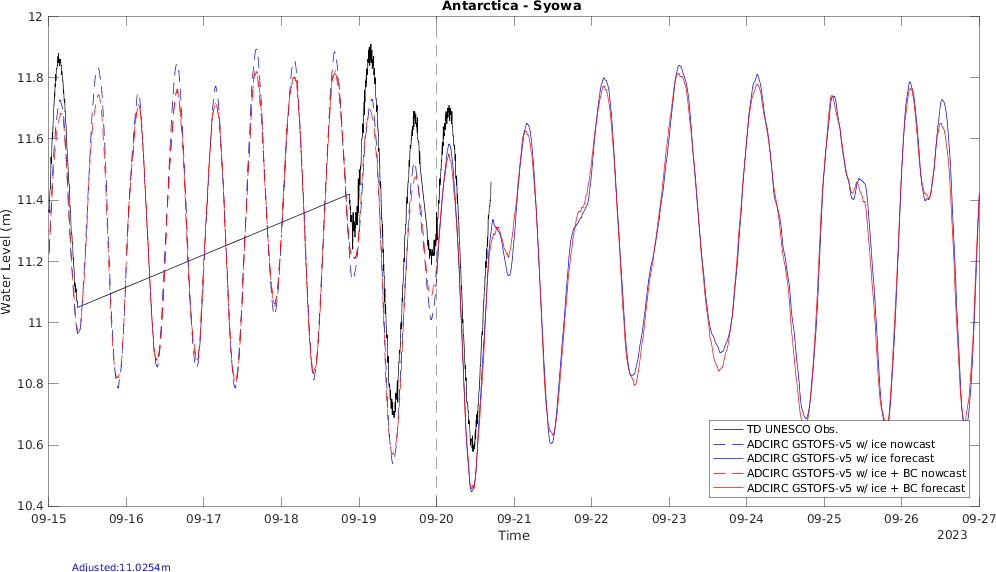 Antarctica - Syowa
12
11.8
11.6
11.4
11.2
11
10.8
10.6
10.4
Water Level (m)
09-15 09-16 09-17 09-18 09-19 09-20 09-21 09-22 09-23 09-24 09-25 09-26 09-27
Time
2023
TD UNESCO Obs.
ADCIRC GSTOFS-v5 w/ ice nowcast
ADCIRC GSTOFS-v5 w/ ice forecast
ADCIRC GSTOFS-v5 w/ ice + BC nowcast
ADCIRC GSTOFS-v5 w/ ice + BC forecast
Adjusted:11.0254m